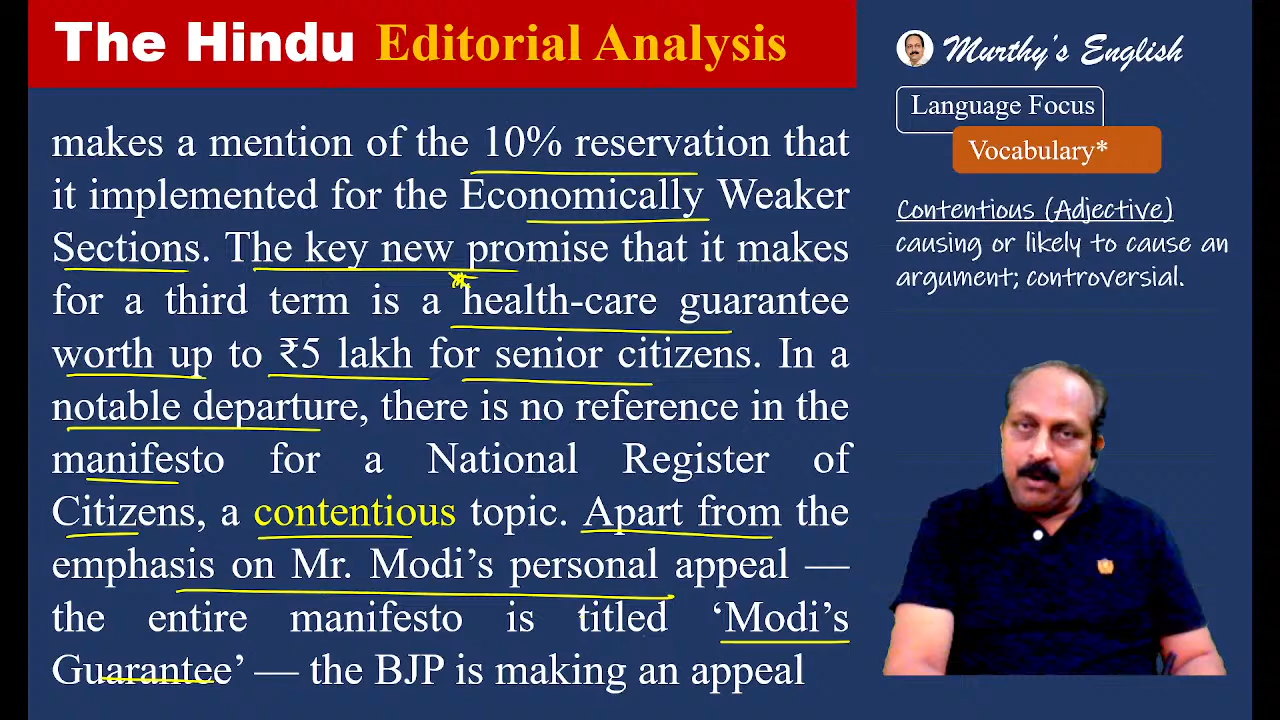 The Hindu Editorial Analysis
makes a mention of the 10% reservation that
it implemented for the Economically Weaker
Sections. The key new promise that it makes
for a third term is a health-care guarantee
worth up to ₹5 lakh for senior citizens. In a
notable departure, there is no reference in the
manifesto for a National Register of
Citizens, a contentious topic. Apart from the
emphasis on Mr. Modi’s personal appeal —
the entire manifesto is titled ‘Modi’s
Guarantee’ — the BJP is making an appeal
Murthy's English
Language Focus
Vocabulary*
Contentious (Adjective)
causing or likely to cause an
argument; controversial.